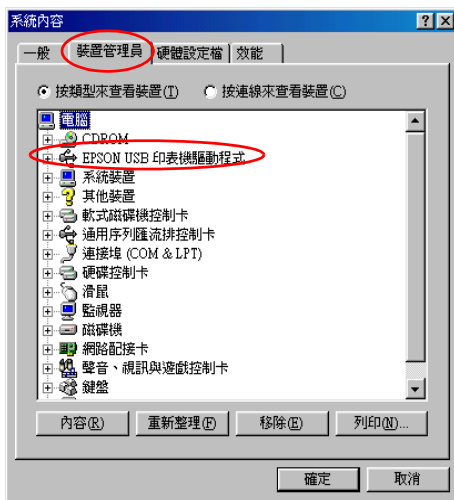 系統內容
一般 裝置管理員 硬體設定檔 效能
按類型來查看裝置(T) 按連線來查看裝置(C)
電腦
CDROM
EPSON USB 印表機驅動程式
系統裝置
其他裝置
軟式磁碟機控制卡
通用序列匯流排控制卡
連接埠 (COM & LPT)
硬碟控制卡
滑鼠
監視器
磁碟機
網路配接卡
聲音、視訊與遊戲控制卡
鍵盤
內容(R) 重新整理(F) 移除(E) 列印(N)...
確定 取消